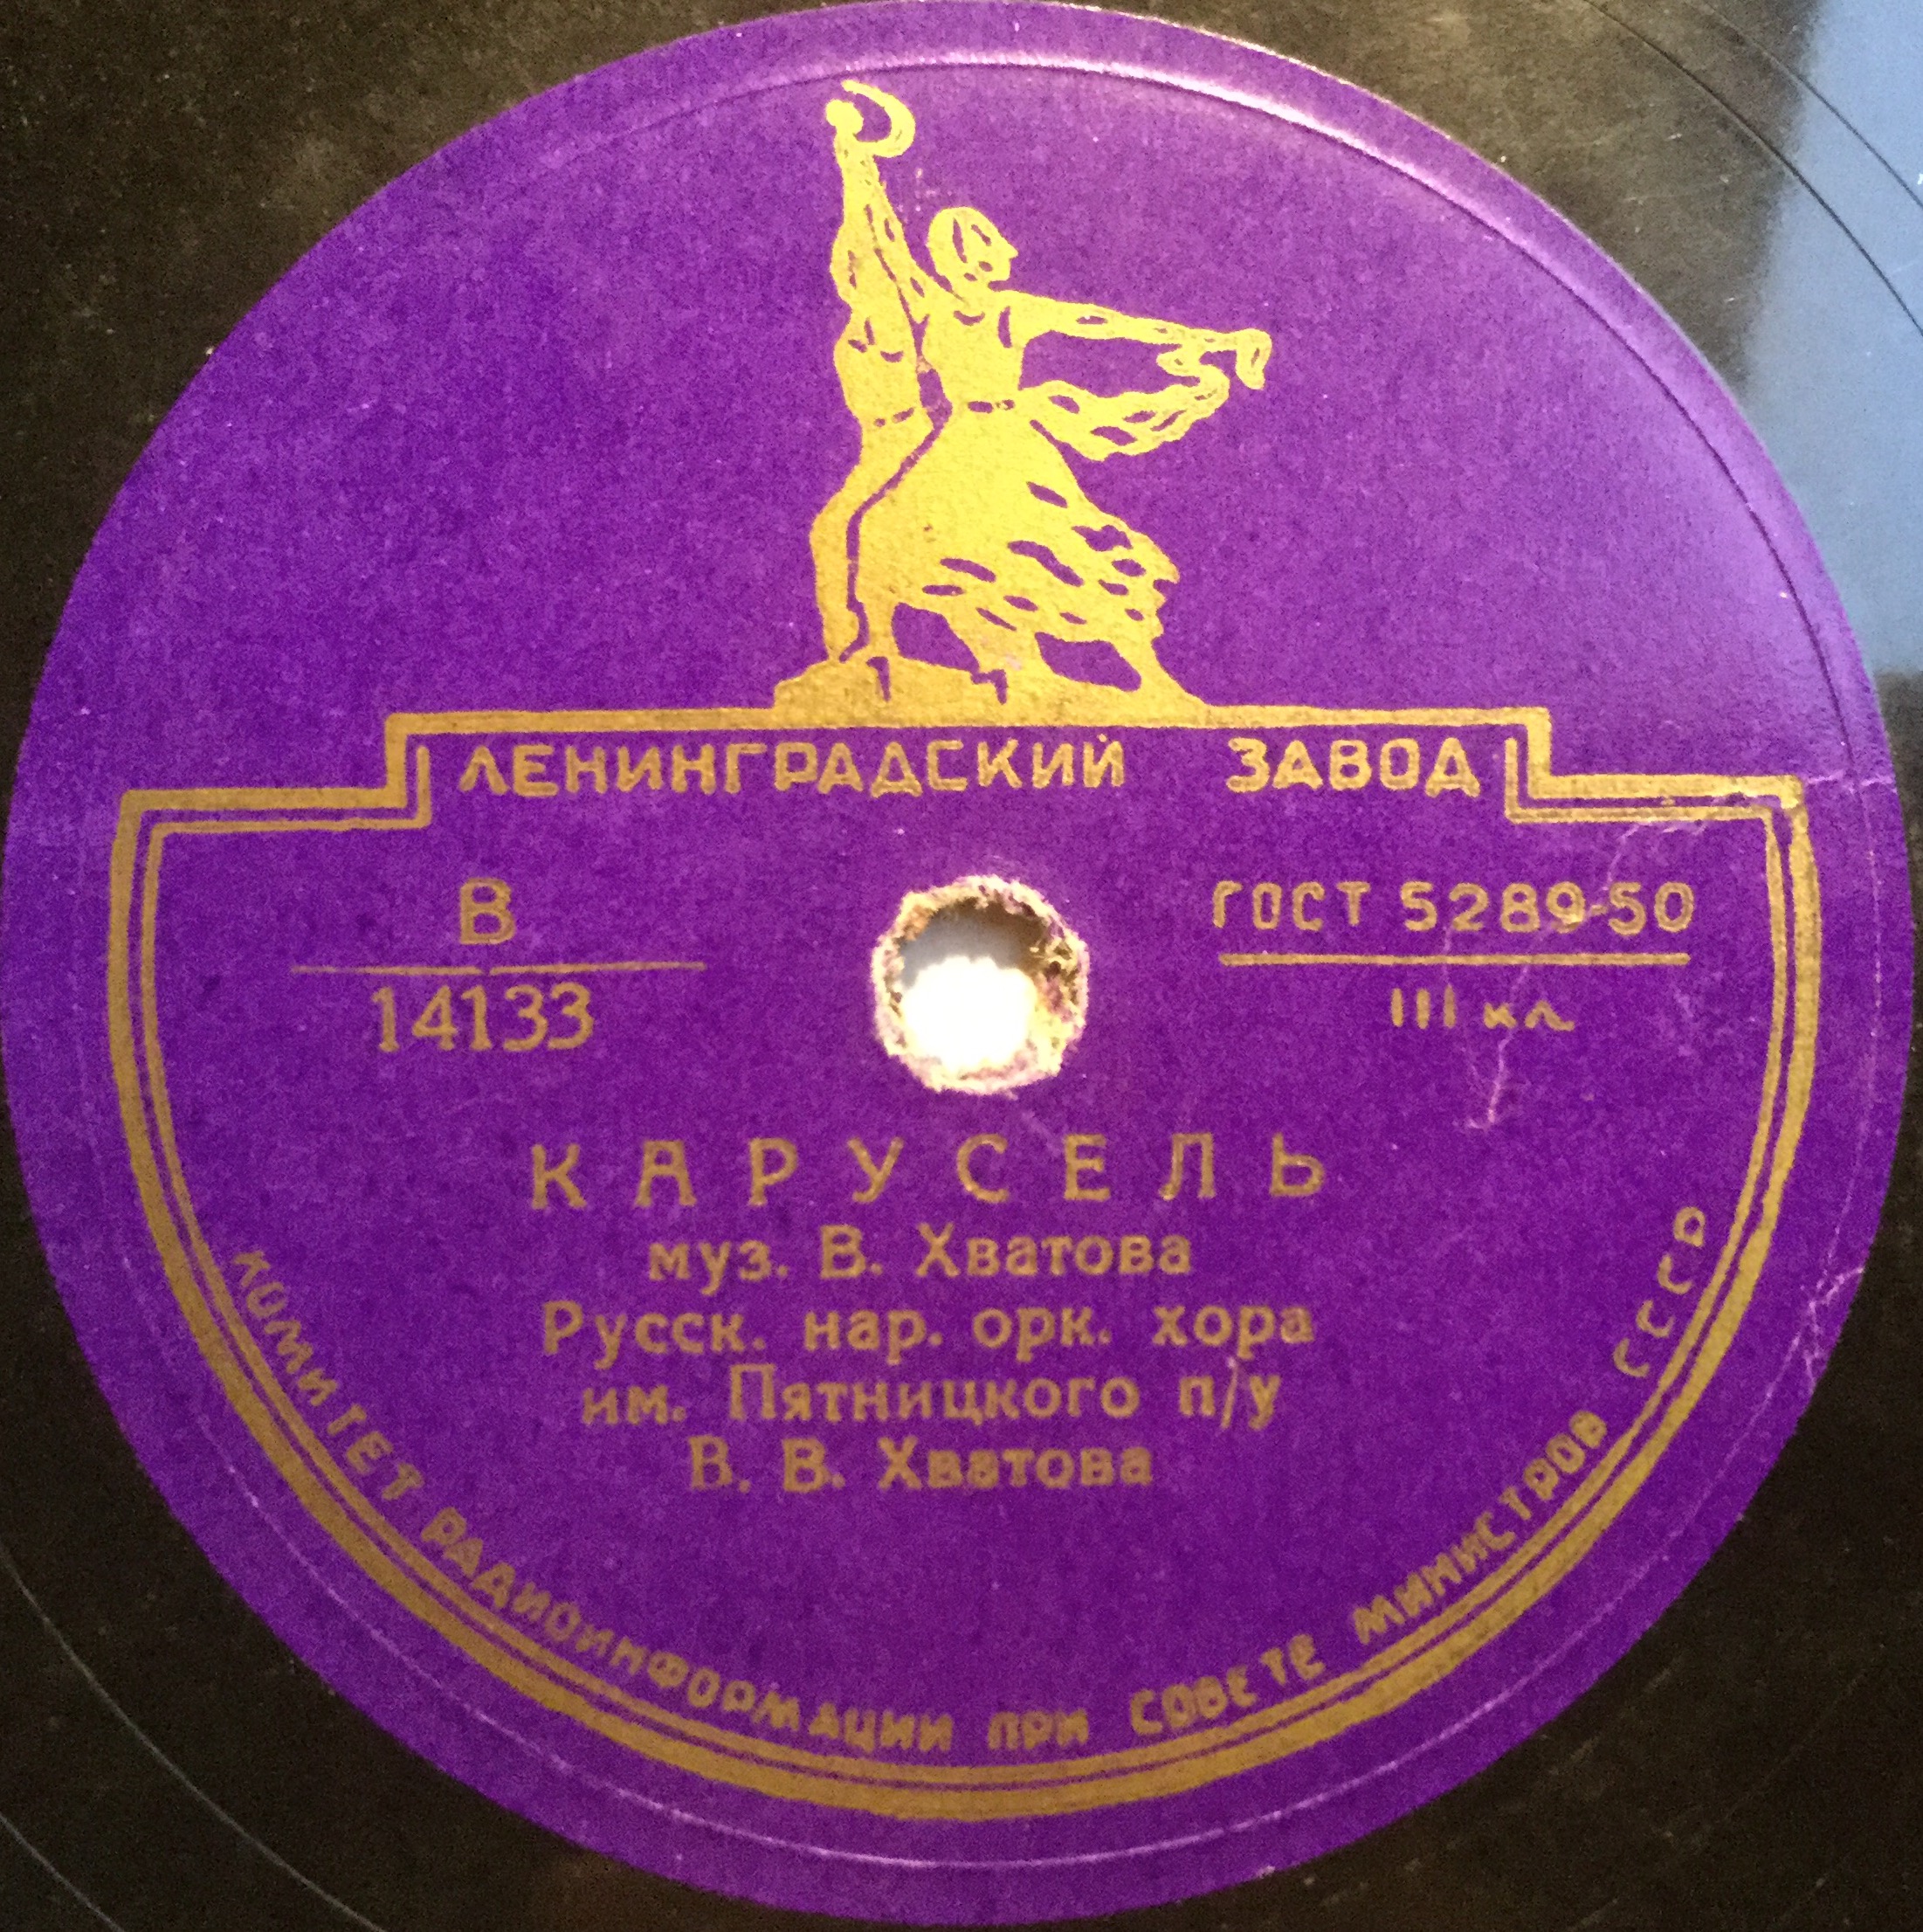 ЛЕНИНГРАДСКИЙ ЗАВОД
В
14133
ГОСТ 5289-50
III кл
КАРУСЕЛЬ
муз. В. Хватова
Русск. нар. орк. хора
им. Пятницкого п/у
В. В. Хватова
КОМИТЕТ РАДИОИНФОРМАЦИИ ПРИ СОВЕТЕ МИНИСТРОВ СССР